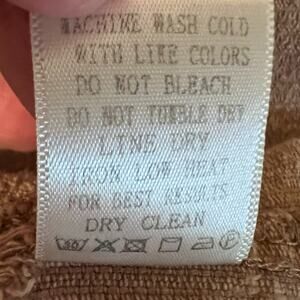 MACHINE WASH COLD
WITH LIKE COLORS
DO NOT BLEACH
DO NOT TUMBLE DRY
LINE DRY
IRON LOW HEAT
FOR BEST RESULTS
DRY CLEAN